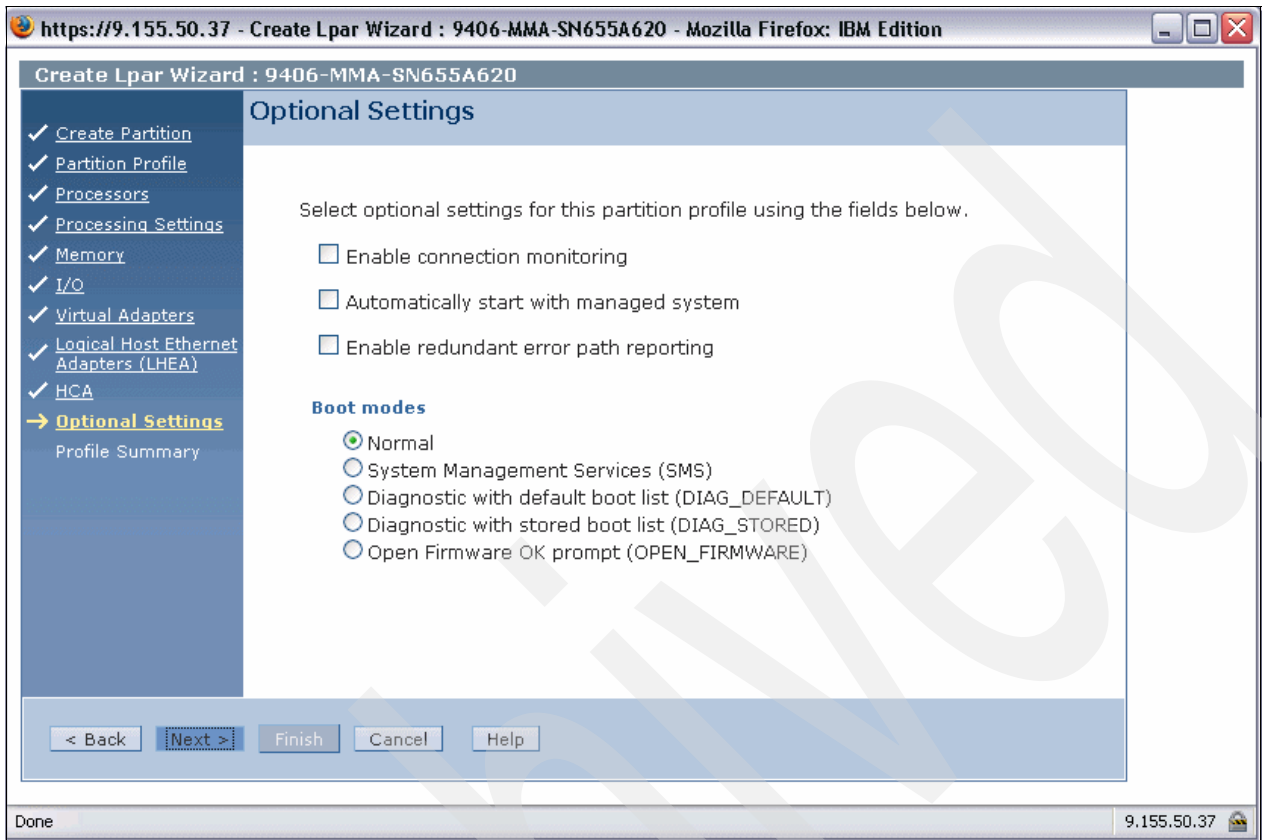 https://9.155.50.37 - Create Lpar Wizard : 9406-MMA-SN655A620 - Mozilla Firefox: IBM Edition
Create Lpar Wizard : 9406-MMA-SN655A620
Create Partition
Partition Profile
Processors
Processing Settings
Memory
I/O
Virtual Adapters
Logical Host Ethernet
Adapters (LHEA)
HCA
Optional Settings
Profile Summary
Optional Settings
Select optional settings for this partition profile using the fields below.
Enable connection monitoring
Automatically start with managed system
Enable redundant error path reporting
Boot modes
Normal
System Management Services (SMS)
Diagnostic with default boot list (DIAG_DEFAULT)
Diagnostic with stored boot list (DIAG_STORED)
Open Firmware OK prompt (OPEN_FIRMWARE)
< Back
Next >
Finish
Cancel
Help
Done
9.155.50.37